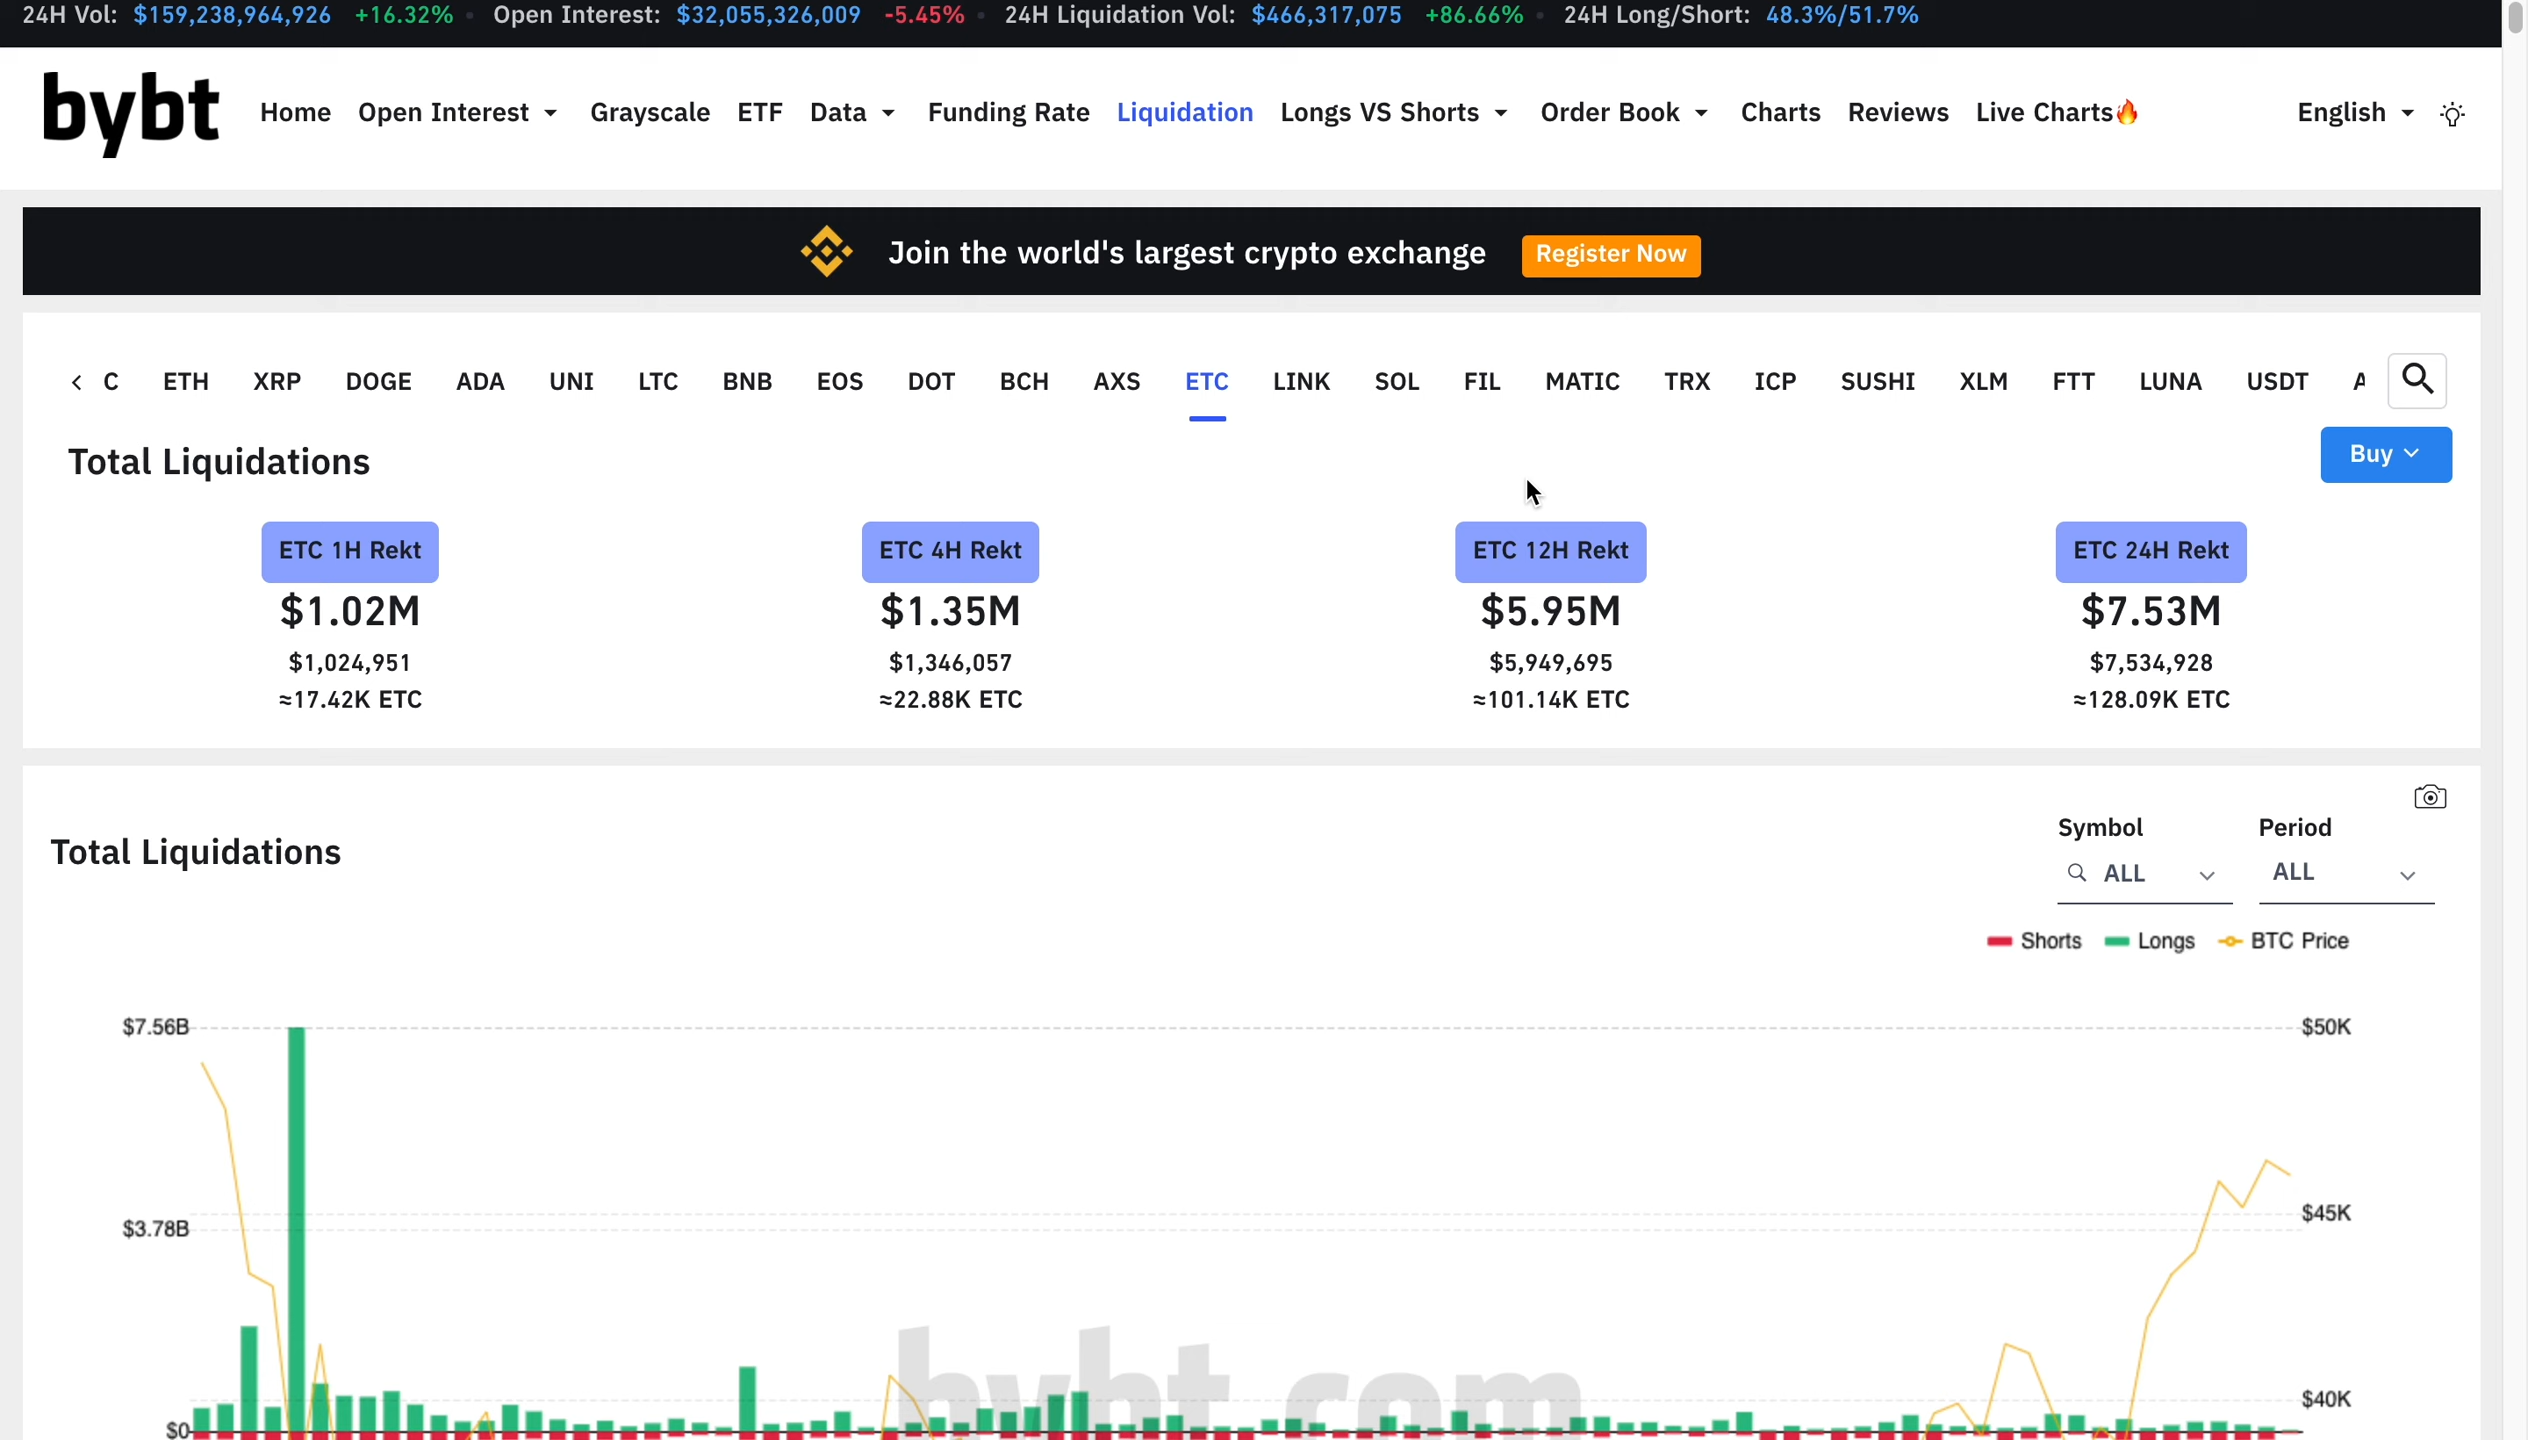 24H Vol: $159,238,964,926 +16.32% Open Interest: $32,055,326,009 -5.45% 24H Liquidation Vol: $466,317,075 +86.66% 24H Long/Short: 48.3%/51.7%
bybt Home Open Interest Grayscale ETF Data Funding Rate Liquidation Longs VS Shorts Order Book Charts Reviews Live Charts🔥 English
Join the world's largest crypto exchange Register Now
C ETH XRP DOGE ADA UNI LTC BNB EOS DOT BCH AXS ETC LINK SOL FIL MATIC TRX ICP SUSHI XLM FTT LUNA USDT A
Total Liquidations Buy
ETC 1H Rekt ETC 4H Rekt ETC 12H Rekt ETC 24H Rekt
$1.02M $1.35M $5.95M $7.53M
$1,024,951 $1,346,057 $5,949,695 $7,534,928
≈17.42K ETC ≈22.88K ETC ≈101.14K ETC ≈128.09K ETC
Symbol Period
Total Liquidations ALL ALL
Shorts Longs BTC Price
$7.56B $50K
$3.78B $45K
bybt.com
$40K
$0